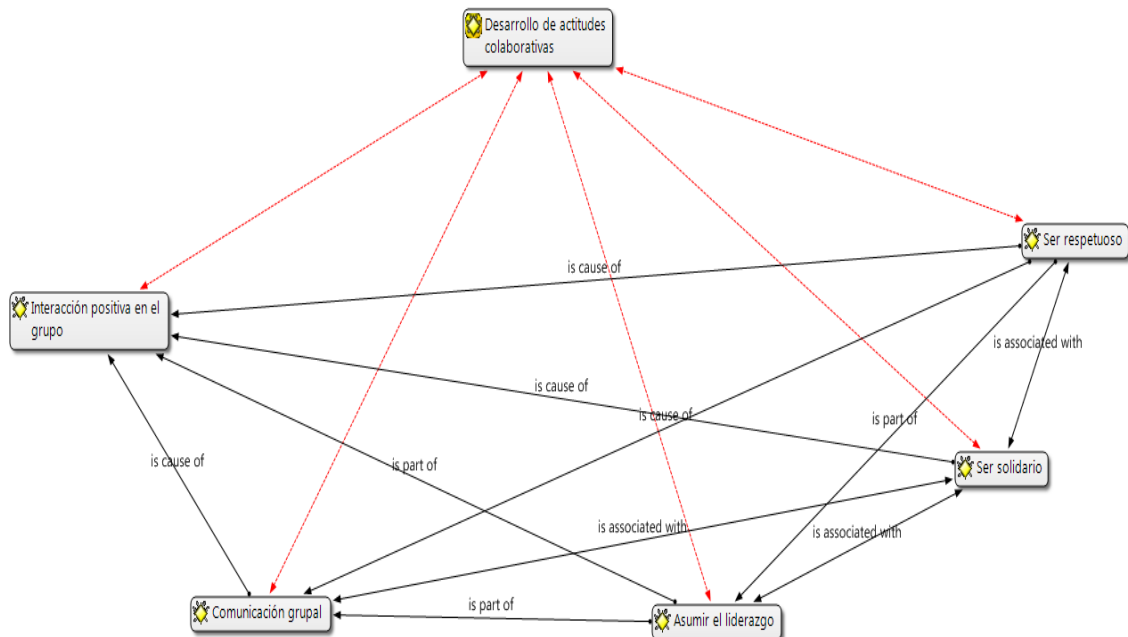 Desarrollo de actitudes
colaborativas
Ser respetuoso
is cause of
Interacción positiva en el
grupo
is associated with
is cause of
is cause of
is part of
is cause of
is part of
Ser solidario
is associated with
is associated with
Comunicación grupal
is part of
Asumir el liderazgo